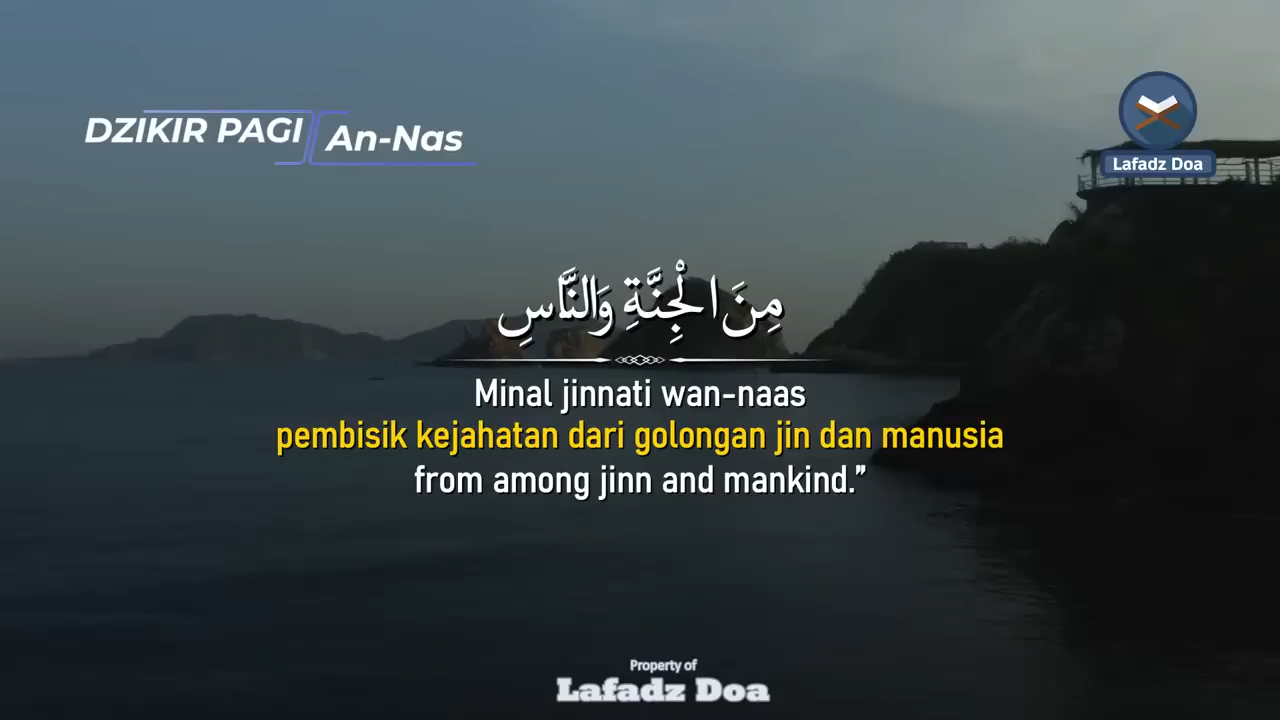 DZIKIR PAGI
An-Nas
Lafadz Doa
مِنَ الْجِنَّةِ وَالنَّاسِ
Minal jinnati wan-naas
pembisik kejahatan dari golongan jin dan manusia
from among jinn and mankind.”
Property of
Lafadz Doa